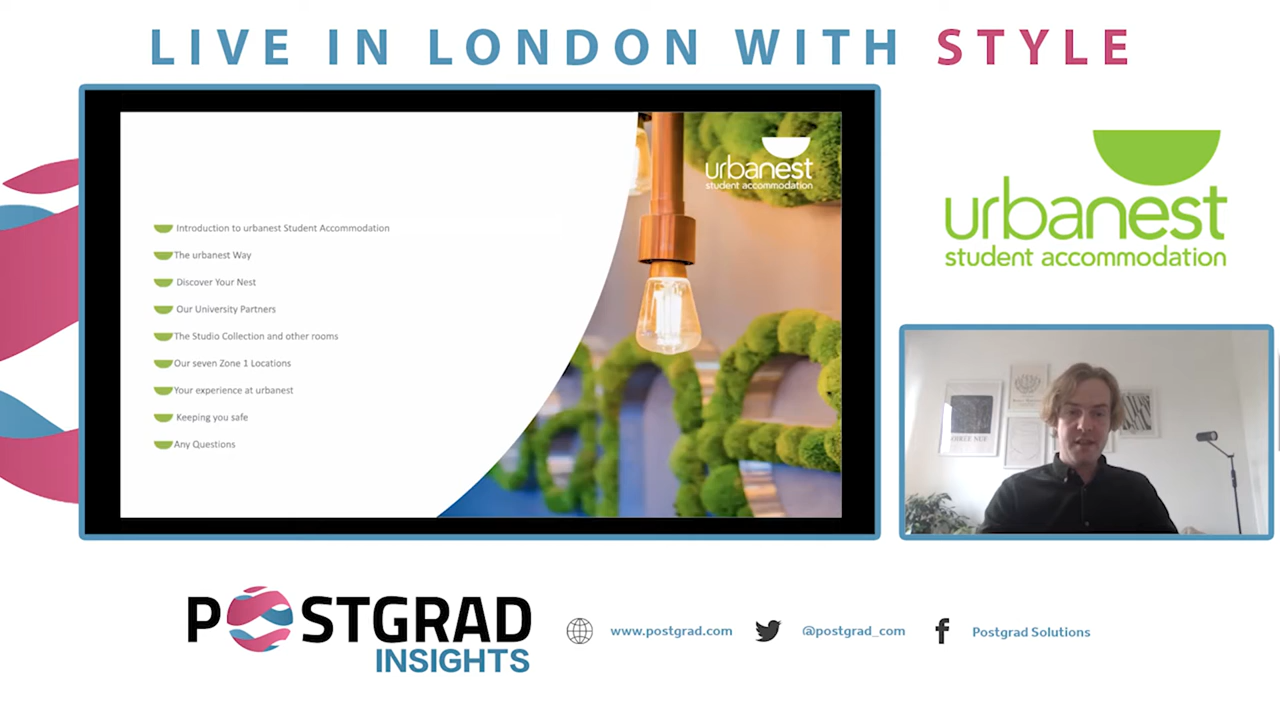 LIVE IN LONDON WITH STYLE
urbanest
student accommodation
Introduction to urbanest Student Accommodation
The urbanest Way
Discover Your Nest
Our University Partners
The Studio Collection and other rooms
Our seven Zone 1 Locations
Your experience at urbanest
Keeping you safe
Any Questions
urbanest
student accommodation
POSTGRAD
INSIGHTS
www.postgrad.com
@postgrad_com
Postgrad Solutions